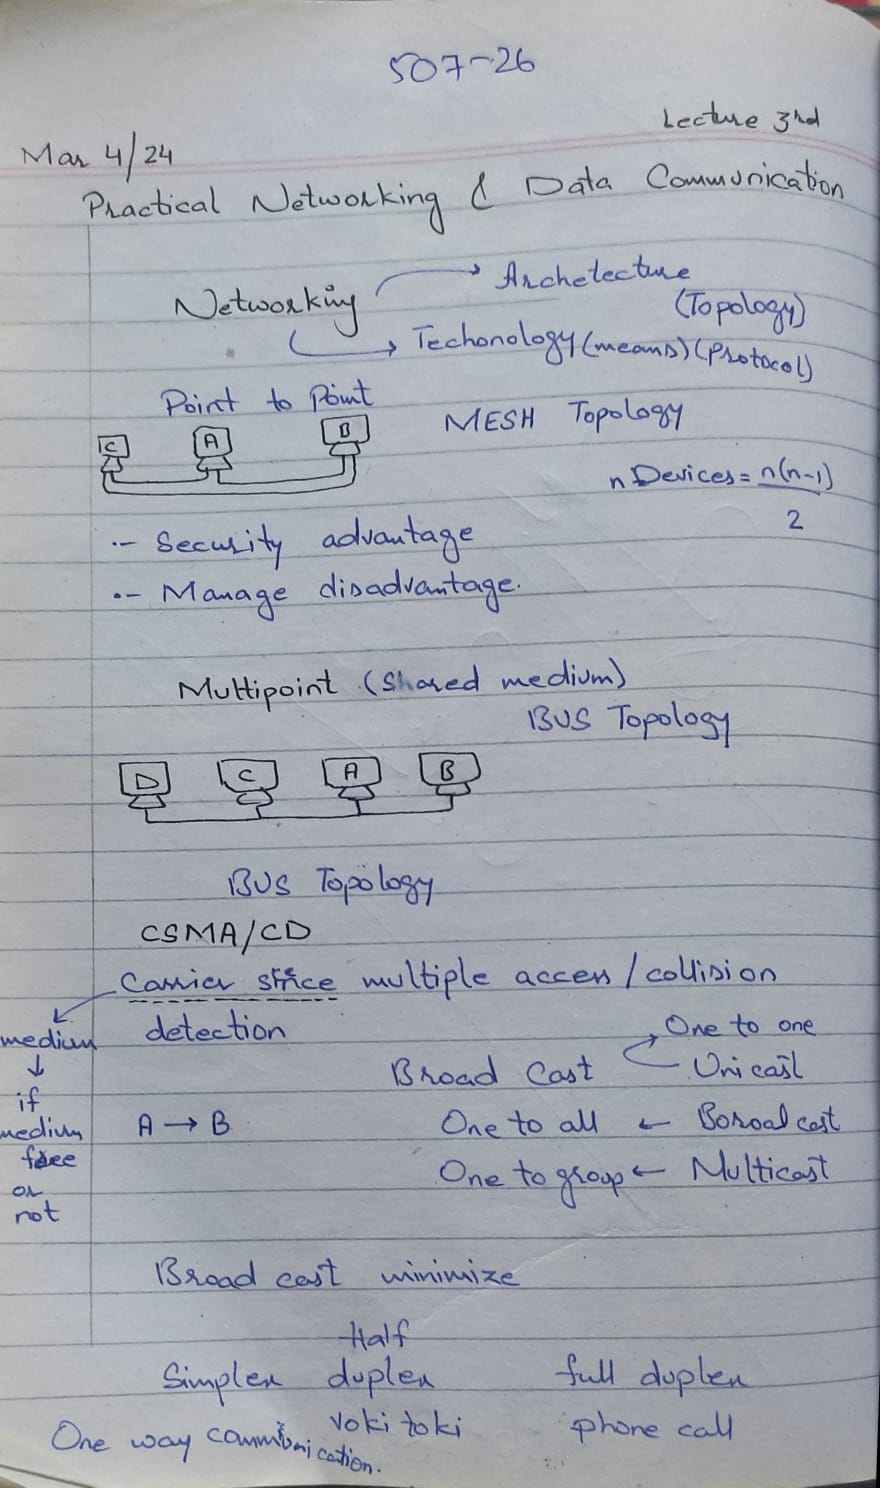 507-26
Lecture 3rd
Mar 4/24
Practical Networking & Data Communication
Networking → Archetecture
(Topology)
→ Techonology (means) (Protocol)
Point to Point
MESH Topology
C A B
n Devices = n(n-1)
2
.- Security advantage
.- Manage disadvantage.
Multipoint (Shared medium)
BUS Topology
D C A B
BUS Topology
CSMA/CD
Carrier multiple access / collision
detection
medium
↓
if
medium
free
or
not
One to one
Broad Cast Unicast
A → B
One to all ← Boroadcast
One to group ← Multicast
Broad cast minimize
Half
Simplex duplex full duplex
voki toki phone call
One way communication.